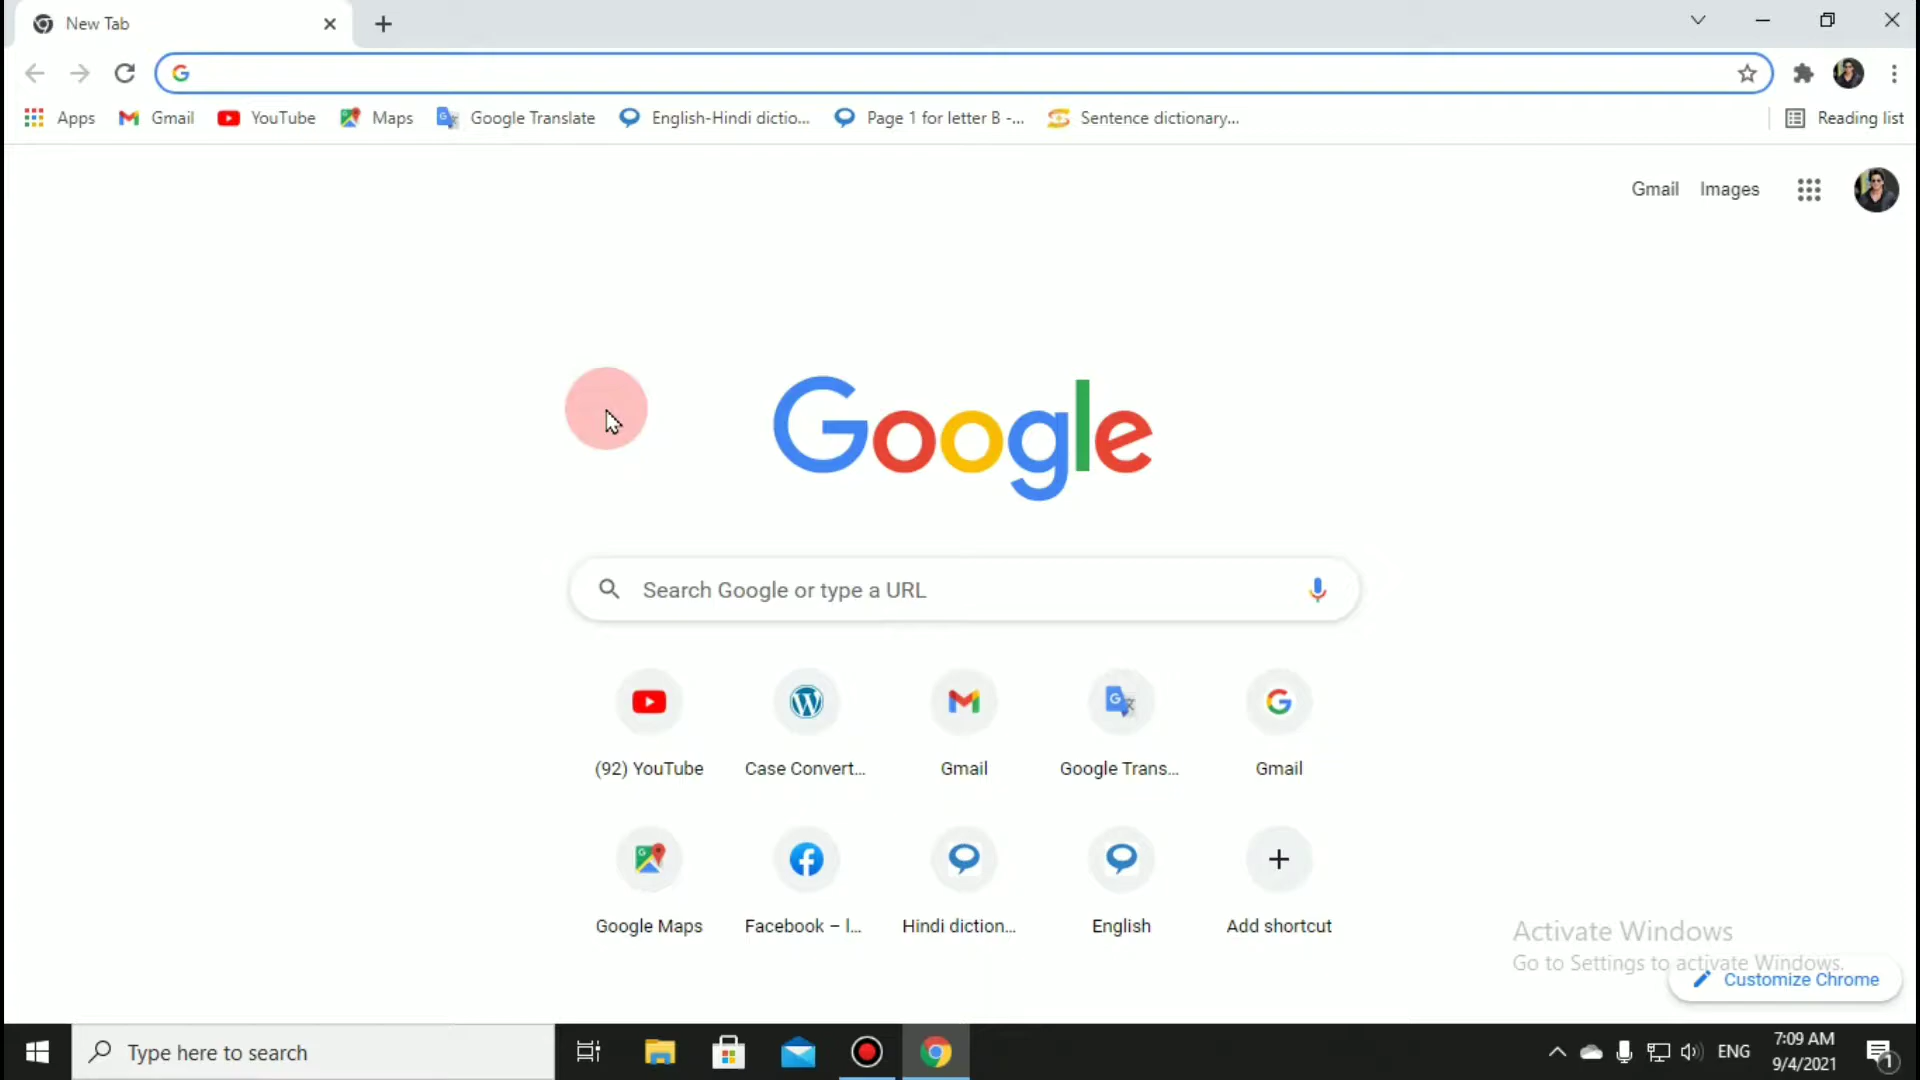 New Tab
Apps Gmail YouTube Maps Google Translate English-Hindi dictio... Page 1 for letter B -... Sentence dictionary... Reading list
Gmail Images
Google
Search Google or type a URL
(92) YouTube Case Convert... Gmail Google Trans... Gmail
Google Maps Facebook – l... Hindi diction... English Add shortcut
Activate Windows
Go to Settings to activate Windows.
Customize Chrome
Type here to search
ENG
7:09 AM
9/4/2021
1